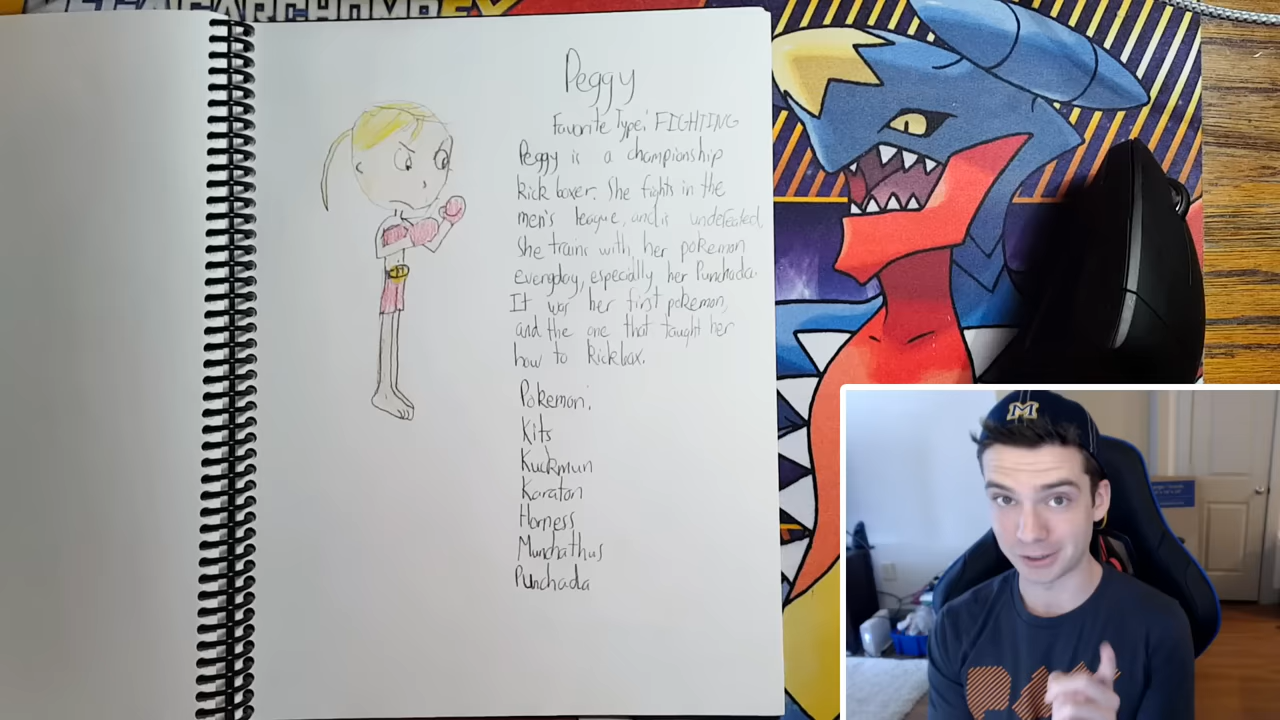 MEGAGARCHOMPEX
Peggy
Favorite Type: FIGHTING
Peggy is a championship
kick boxer. She fights in the
men's league, and is undefeated.
She trains with her pokemon
everyday, especially her Punchada.
It was her first pokemon,
and the one that taught her
how to kickbox.
Pokemon:
Kits
Kuckmun
Karaton
Horness
Munchathus
Punchada
M